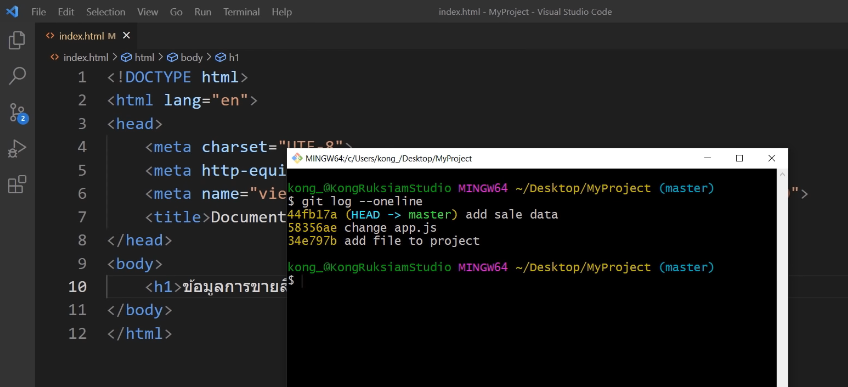 File Edit Selection View Go Run Terminal Help index.html - MyProject - Visual Studio Code
index.html M
index.html > html > body > h1
1 <!DOCTYPE html>
2 <html lang="en">
3 <head>
4 <meta charset="UTF-8">
5 <meta http-equi
6 <meta name="vie
7 <title>Document
8 </head>
9 <body>
10 <h1>ข้อมูลการขาย
11 </body>
12 </html>
2
MINGW64:/c/Users/kong_/Desktop/MyProject
kong_@KongRuksiamStudio MINGW64 ~/Desktop/MyProject (master)
$ git log --oneline
44fb17a (HEAD -> master) add sale data
58356ae change app.js
34e797b add file to project
kong_@KongRuksiamStudio MINGW64 ~/Desktop/MyProject (master)
$